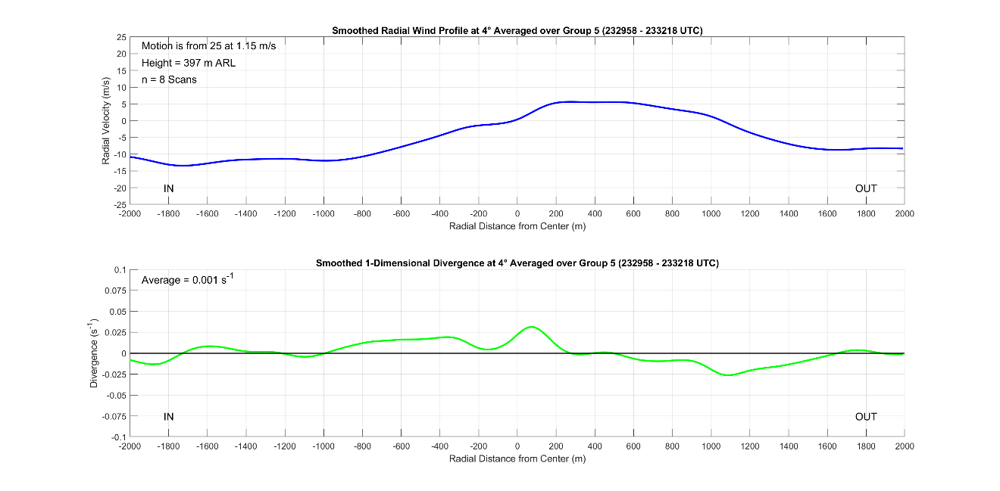 Smoothed Radial Wind Profile at 4° Averaged over Group 5 (232958 - 233218 UTC)
25
20
15
10
5
0
-5
-10
-15
-20
-25
Radial Velocity (m/s)
Motion is from 25 at 1.15 m/s
Height = 397 m ARL
n = 8 Scans
IN OUT
-2000 -1800 -1600 -1400 -1200 -1000 -800 -600 -400 -200 0 200 400 600 800 1000 1200 1400 1600 1800 2000
Radial Distance from Center (m)
Smoothed 1-Dimensional Divergence at 4° Averaged over Group 5 (232958 - 233218 UTC)
0.1
0.075
0.05
0.025
0
-0.025
-0.05
-0.075
-0.1
Divergence (s-1)
Average = 0.001 s-1
IN OUT
-2000 -1800 -1600 -1400 -1200 -1000 -800 -600 -400 -200 0 200 400 600 800 1000 1200 1400 1600 1800 2000
Radial Distance from Center (m)